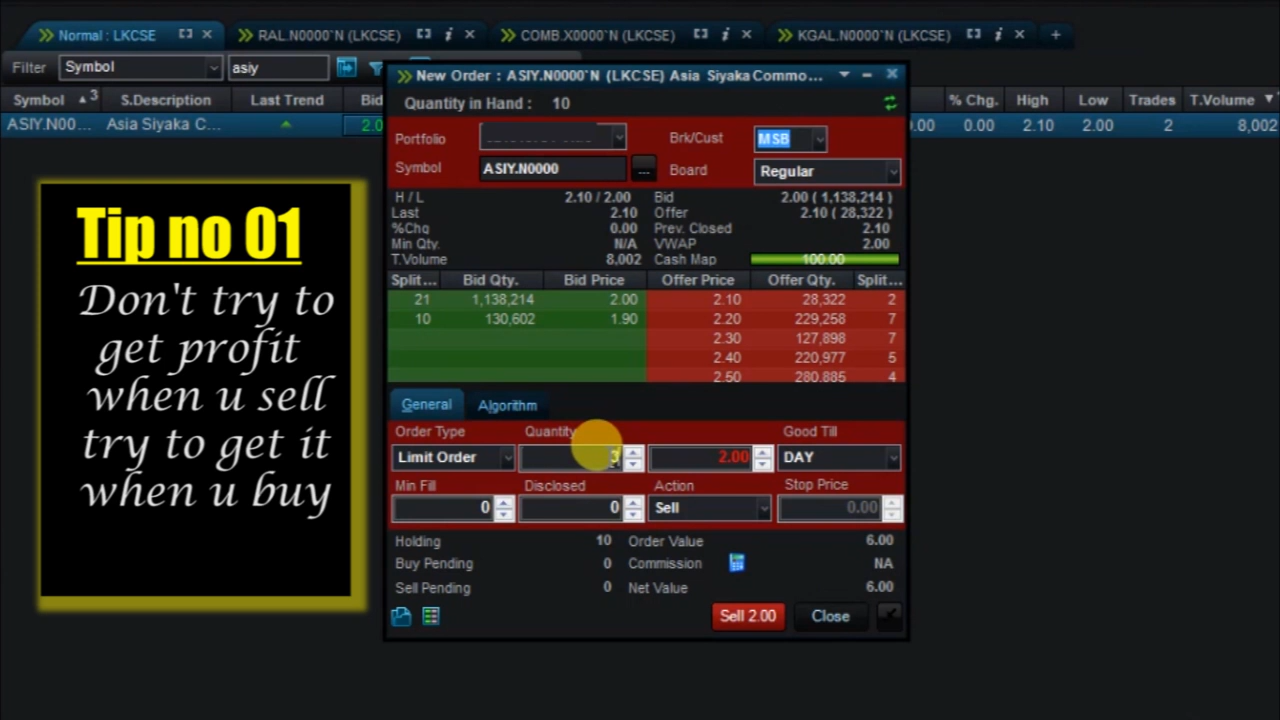 Normal : LKCSE
RAL.N0000`N (LKCSE)
COMB.X0000`N (LKCSE)
KGAL.N0000`N (LKCSE)
Filter Symbol asiy
Symbol 3 S.Description Last Trend Bid % Chg. High Low Trades T.Volume
ASIY.N00... Asia Siyaka C... 2.0 0.00 0.00 2.10 2.00 2 8,002
Tip no 01
Don't try to
get profit
when u sell
try to get it
when u buy
New Order : ASIY.N0000`N (LKCSE) Asia Siyaka Commo...
Quantity in Hand : 10
Portfolio Brk/Cust MSB
Symbol ASIY.N0000 ... Board Regular
H / L 2.10 / 2.00 Bid 2.00 ( 1,138,214 )
Last 2.10 Offer 2.10 ( 28,322 )
%Chq 0.00 Prev. Closed 2.10
Min Qty. N/A VWAP 2.00
T.Volume 8,002 Cash Map 100.00
Split... Bid Qty. Bid Price Offer Price Offer Qty. Split...
21 1,138,214 2.00 2.10 28,322 2
10 130,602 1.90 2.20 229,258 7
2.30 127,898 7
2.40 220,977 5
2.50 280,885 4
General Algorithm
Order Type Quantity Good Till
Limit Order 3 2.00 DAY
Min Fill Disclosed Action Stop Price
0 0 Sell 0.00
Holding 10 Order Value 6.00
Buy Pending 0 Commission NA
Sell Pending 0 Net Value 6.00
Sell 2.00 Close